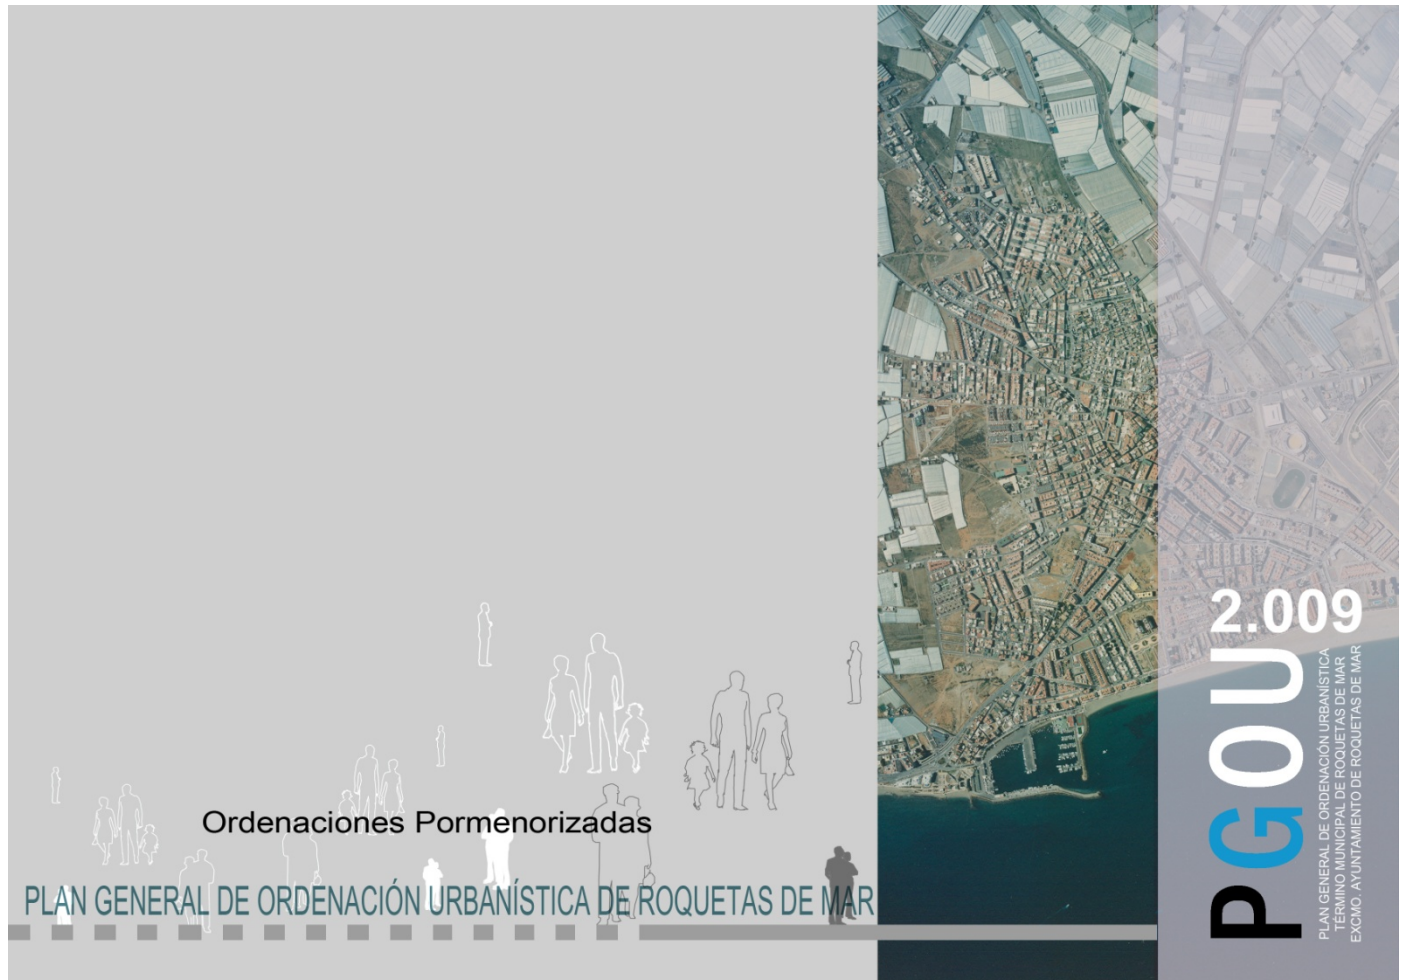 Ordenaciones Pormenorizadas
PLAN GENERAL DE ORDENACIÓN URBANÍSTICA DE ROQUETAS DE MAR
2.009
PGOU
PLAN GENERAL DE ORDENACIÓN URBANÍSTICA
TÉRMINO MUNICIPAL DE ROQUETAS DE MAR
EXCMO. AYUNTAMIENTO DE ROQUETAS DE MAR